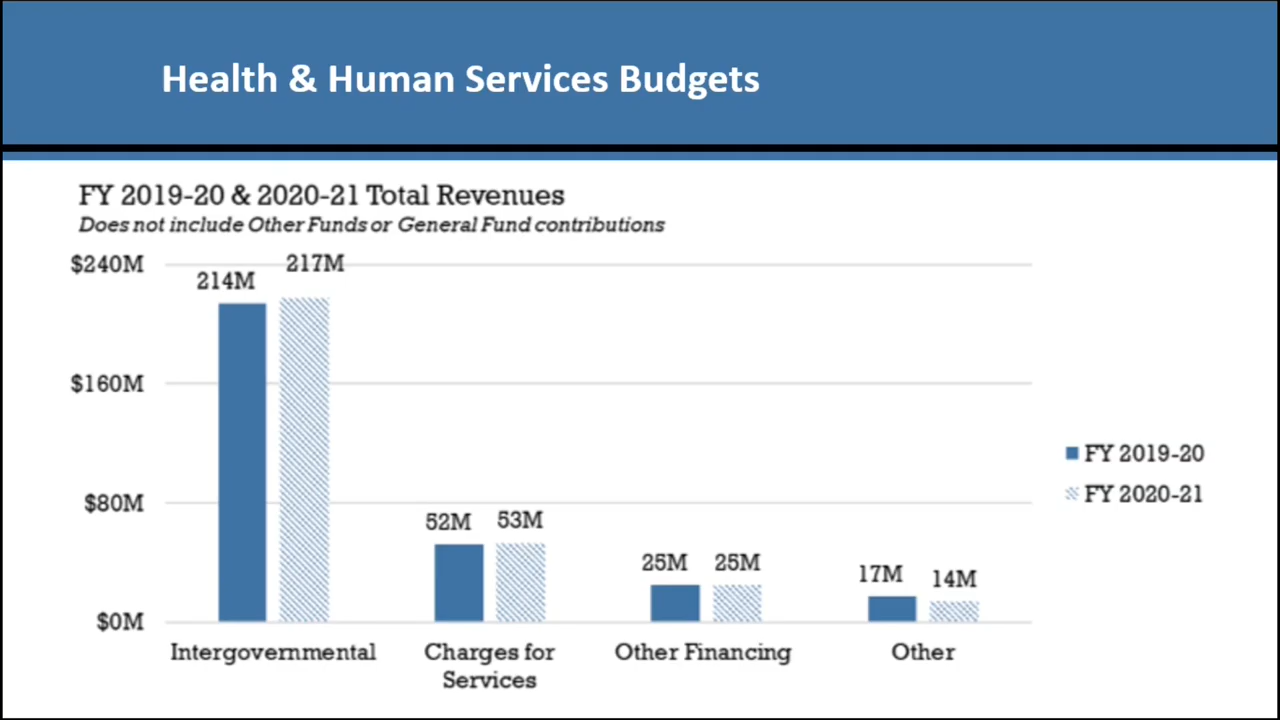 Health & Human Services Budgets
FY 2019-20 & 2020-21 Total Revenues
Does not include Other Funds or General Fund contributions
$240M
214M
217M
$160M
$80M
52M
53M
25M
25M
17M
14M
$0M
FY 2019-20
FY 2020-21
Intergovernmental
Charges for
Services
Other Financing
Other